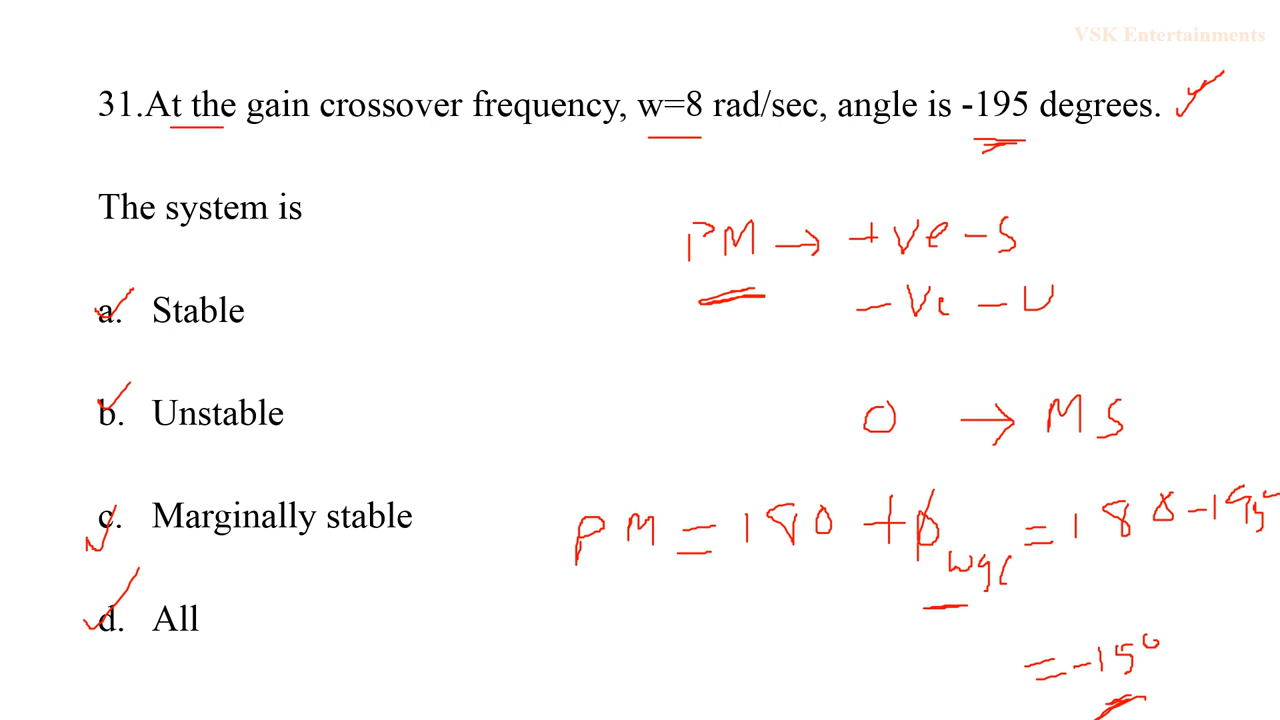 VSK Entertainments
31.At the gain crossover frequency, w=8 rad/sec, angle is -195 degrees.
The system is
PM → +ve - S
a. Stable
- Ve - U
b. Unstable
0 → MS
c. Marginally stable
PM = 180 + ϕwgc = 180 - 195°
d. All
= -15°